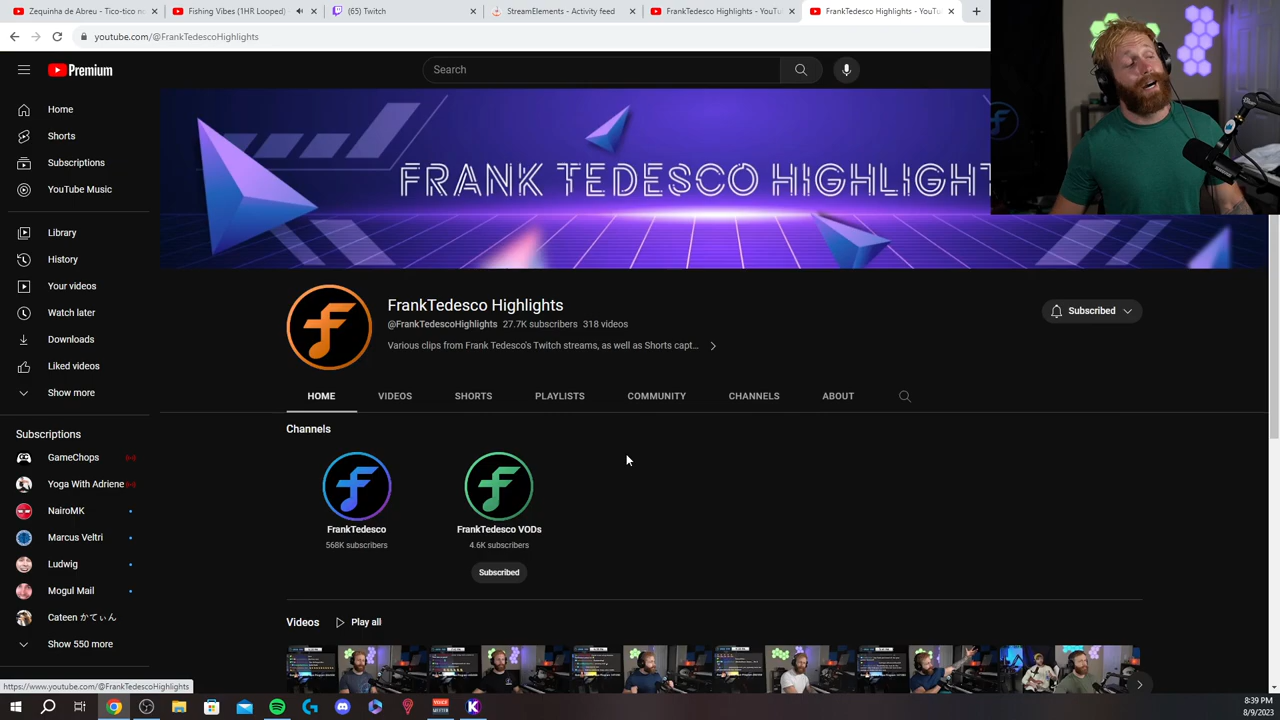 Zequinha de Abreu - Tico-tico no
Fishing Vibes (1HR Looped)
(65) Twitch
StreamElements - Activity feed
FrankTedesco Highlights - YouTu
FrankTedesco Highlights - YouTu
youtube.com/@FrankTedescoHighlights
Premium
Search
Home
Shorts
Subscriptions
YouTube Music
Library
History
Your videos
Watch later
Downloads
Liked videos
Show more
Subscriptions
GameChops
Yoga With Adriene
NairoMK
Marcus Veltri
Ludwig
Mogul Mail
Cateen かてぃん
Show 550 more
FRANK TEDESCO HIGHLIGHT
FrankTedesco Highlights
@FrankTedescoHighlights 27.7K subscribers 318 videos
Various clips from Frank Tedesco's Twitch streams, as well as Shorts capt...
Subscribed
HOME VIDEOS SHORTS PLAYLISTS COMMUNITY CHANNELS ABOUT
Channels
FrankTedesco
568K subscribers
FrankTedesco VODs
4.6K subscribers
Subscribed
Videos Play all
https://www.youtube.com/@FrankTedescoHighlights
8:39 PM
8/9/2023